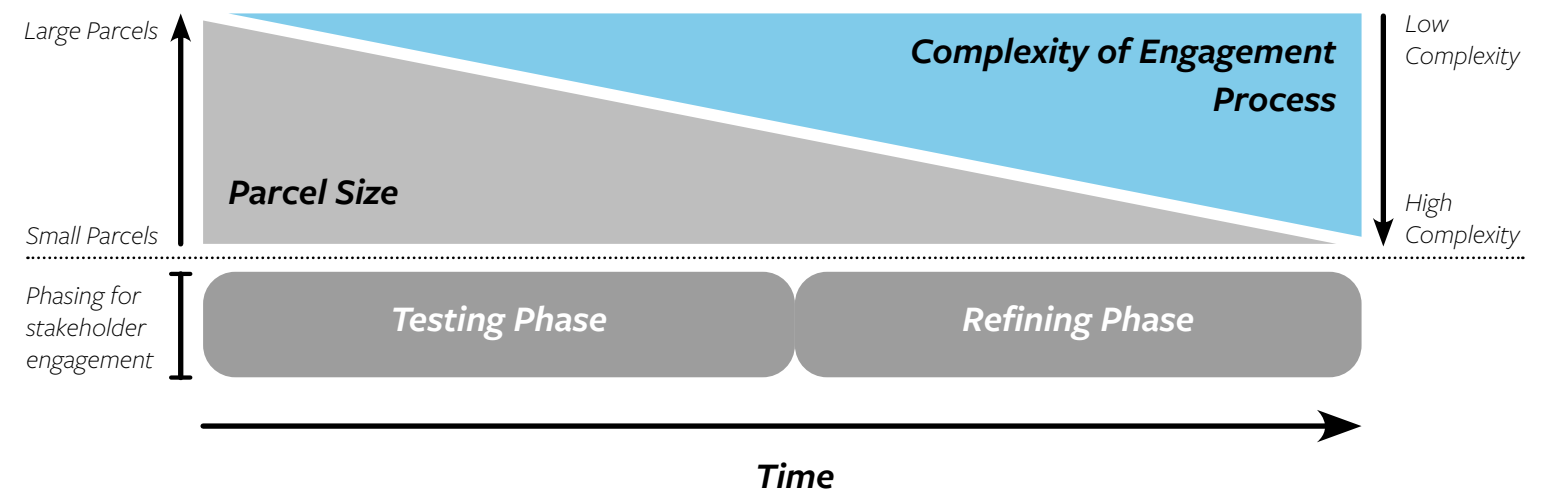 Large Parcels
Low
Complexity
Complexity of Engagement
Process
Parcel Size
Small Parcels
High
Complexity
Phasing for
stakeholder
engagement
Testing Phase
Refining Phase
Time